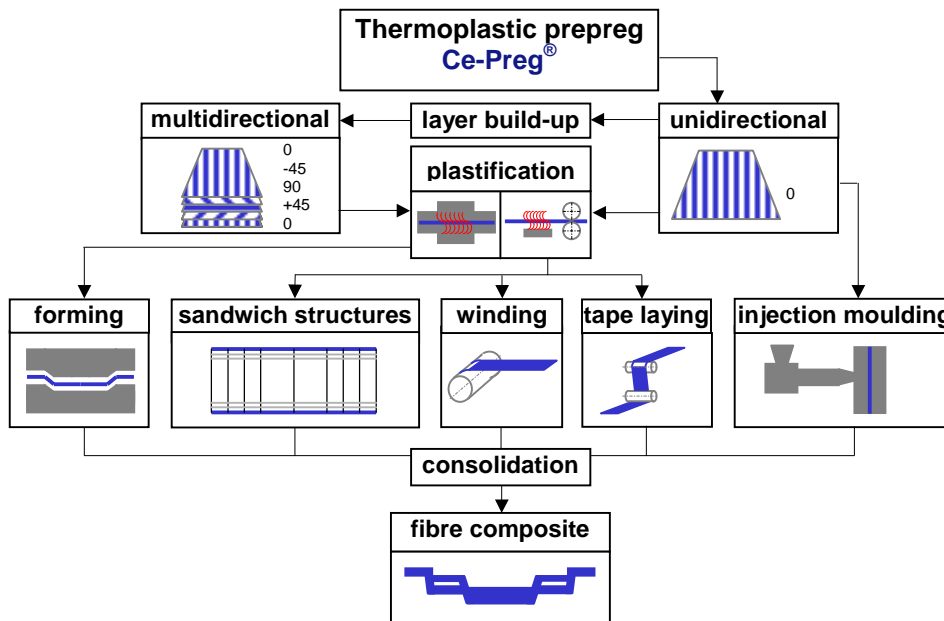 Thermoplastic prepreg
Ce-Preg®
multidirectional
layer build-up
unidirectional
0
-45
90
+45
0
plastification
0
forming
sandwich structures
winding
tape laying
injection moulding
consolidation
fibre composite